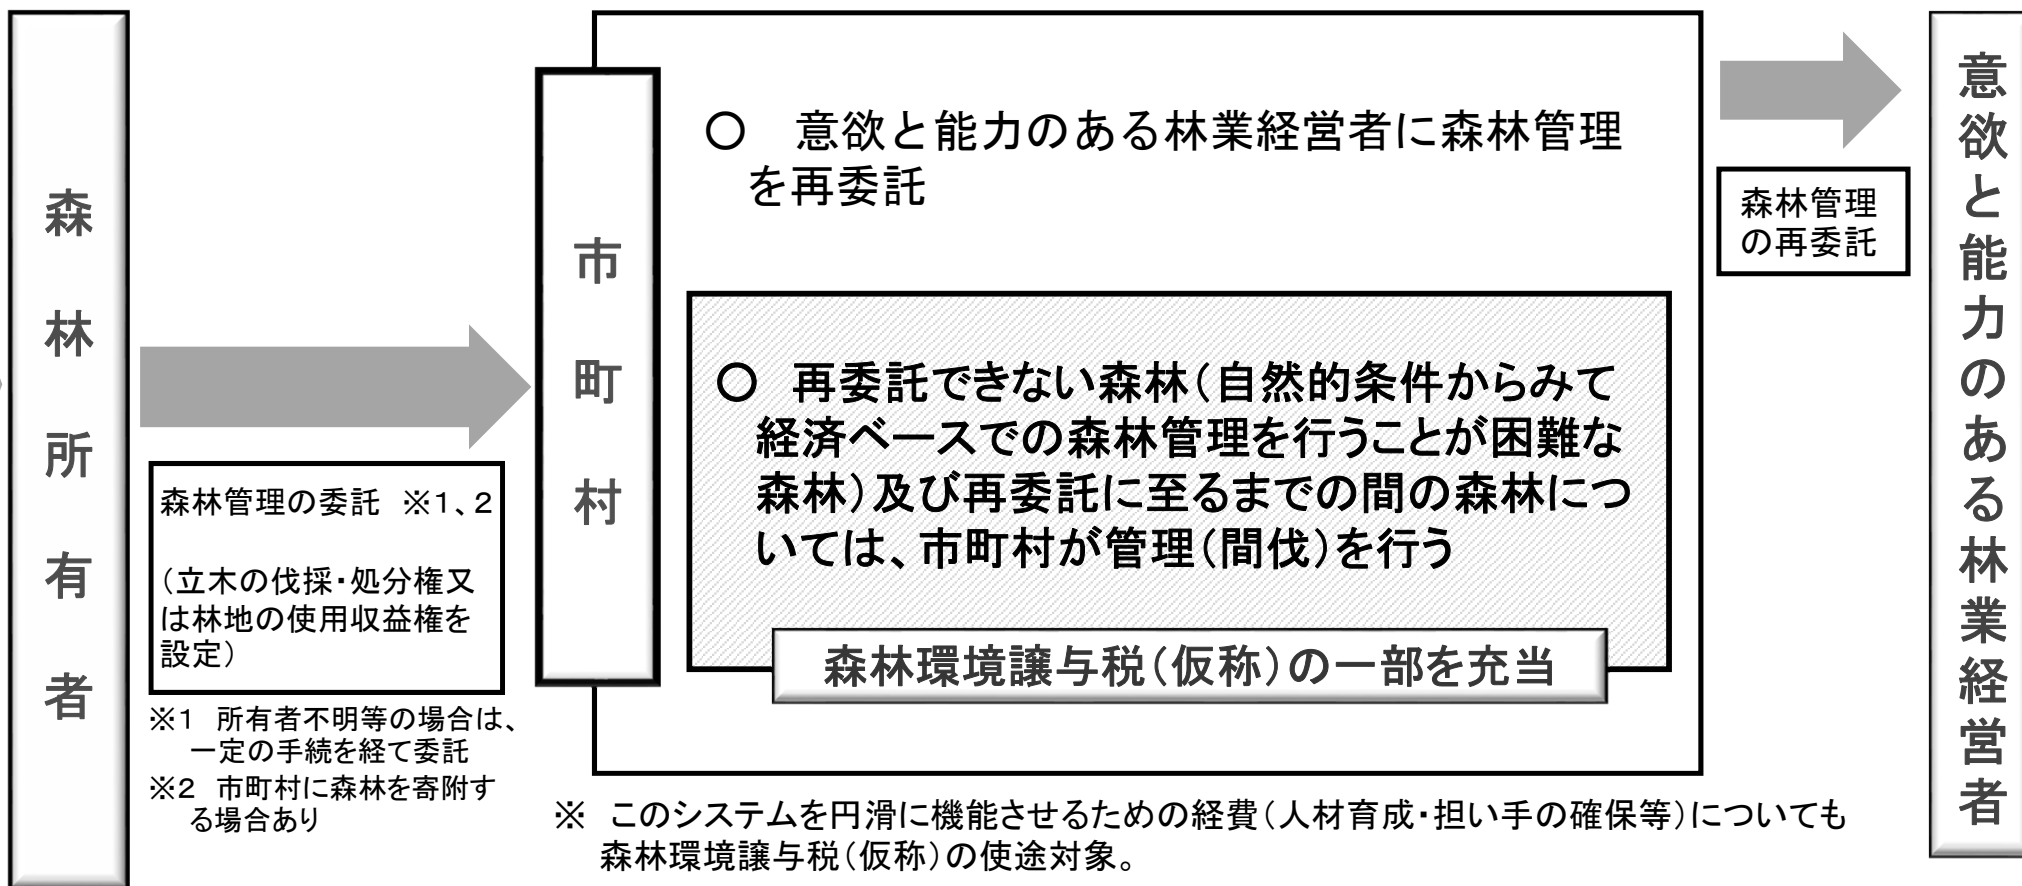 森林所有者
森林管理の委託 ※1、2
(立木の伐採・処分権又
は林地の使用収益権を
設定)
※1 所有者不明等の場合は、
一定の手続を経て委託
※2 市町村に森林を寄附す
る場合あり
市町村
○ 意欲と能力のある林業経営者に森林管理
を再委託
○ 再委託できない森林(自然的条件からみて
経済ベースでの森林管理を行うことが困難な
森林)及び再委託に至るまでの間の森林につ
いては、市町村が管理(間伐)を行う
森林環境譲与税(仮称)の一部を充当
※ このシステムを円滑に機能させるための経費(人材育成・担い手の確保等)についても
森林環境譲与税(仮称)の使途対象。
森林管理
の再委託
意欲と能力のある林業経営者